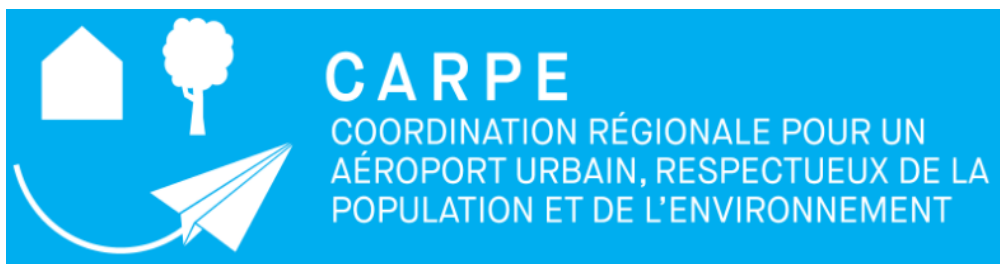 CARPE
COORDINATION RÉGIONALE POUR UN
AÉROPORT URBAIN, RESPECTUEUX DE LA
POPULATION ET DE L'ENVIRONNEMENT